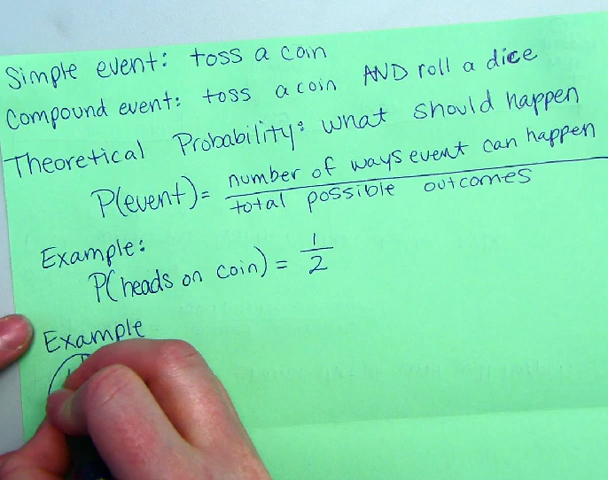 Simple event: toss a coin
Compound event: toss a coin AND roll a dice
Theoretical Probability: what should happen
P(event) = number of ways event can happen
total possible outcomes
Example:
P(heads on coin) = 1/2
Example